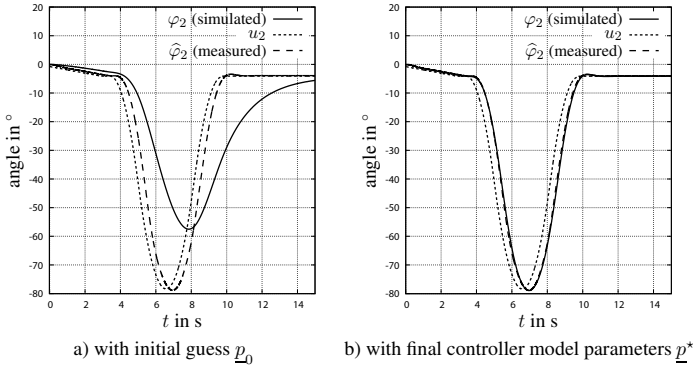 20
10
0
-10
-20
-30
-40
-50
-60
-70
-80
angle in °
0 2 4 6 8 10 12 14
t in s
φ₂ (simulated)
u₂
φ̂₂ (measured)
a) with initial guess p₀
20
10
0
-10
-20
-30
-40
-50
-60
-70
-80
angle in °
0 2 4 6 8 10 12 14
t in s
φ₂ (simulated)
u₂
φ̂₂ (measured)
b) with final controller model parameters p*